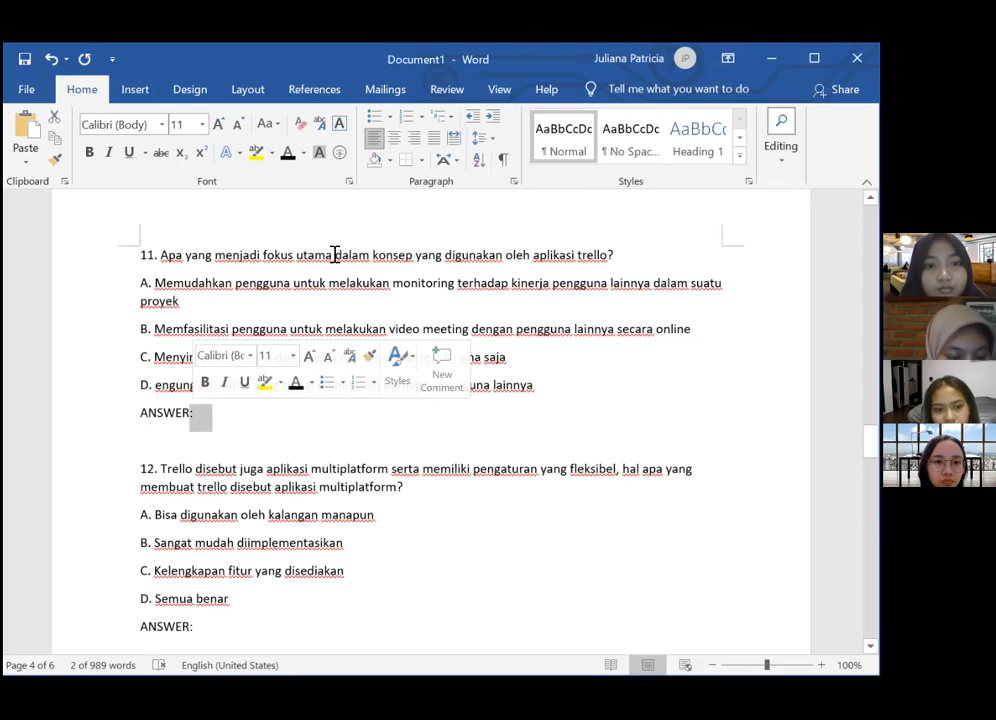 Document1 - Word
Juliana Patricia
JP
File Home Insert Design Layout References Mailings Review View Help Tell me what you want to do Share
Calibri (Body) 11
Paste
Clipboard
Font
Paragraph
AaBbCcDc AaBbCcDc AaBbCc
¶ Normal ¶ No Spac... Heading 1
Styles
Editing
11. Apa yang menjadi fokus utama dalam konsep yang digunakan oleh aplikasi trello?
A. Memudahkan pengguna untuk melakukan monitoring terhadap kinerja pengguna lainnya dalam suatu
proyek
B. Memfasilitasi pengguna untuk melakukan video meeting dengan pengguna lainnya secara online
Calibri (Bc 11
Styles
New
Comment
C. saja
D. lainnya
ANSWER:
12. Trello disebut juga aplikasi multiplatform serta memiliki pengaturan yang fleksibel, hal apa yang
membuat trello disebut aplikasi multiplatform?
A. Bisa digunakan oleh kalangan manapun
B. Sangat mudah diimplementasikan
C. Kelengkapan fitur yang disediakan
D. Semua benar
ANSWER:
Page 4 of 6 2 of 989 words English (United States) 100%